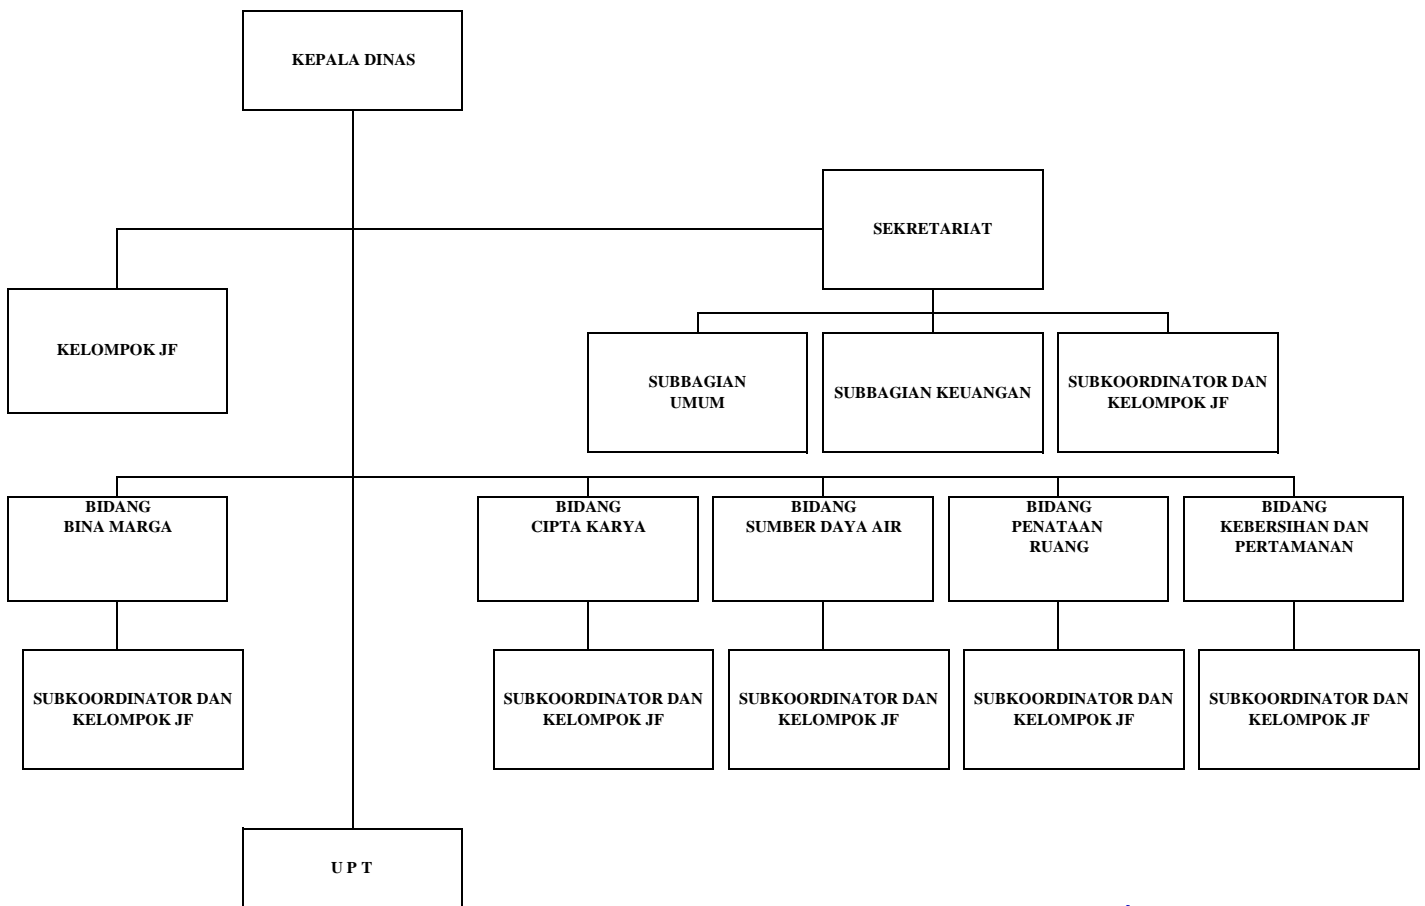 KEPALA DINAS
SEKRETARIAT
KELOMPOK JF
SUBBAGIAN
UMUM
SUBBAGIAN KEUANGAN
SUBKOORDINATOR DAN
KELOMPOK JF
BIDANG
BINA MARGA
BIDANG
CIPTA KARYA
BIDANG
SUMBER DAYA AIR
BIDANG
PENATAAN
RUANG
BIDANG
KEBERSIHAN DAN
PERTAMANAN
SUBKOORDINATOR DAN
KELOMPOK JF
SUBKOORDINATOR DAN
KELOMPOK JF
SUBKOORDINATOR DAN
KELOMPOK JF
SUBKOORDINATOR DAN
KELOMPOK JF
SUBKOORDINATOR DAN
KELOMPOK JF
U P T